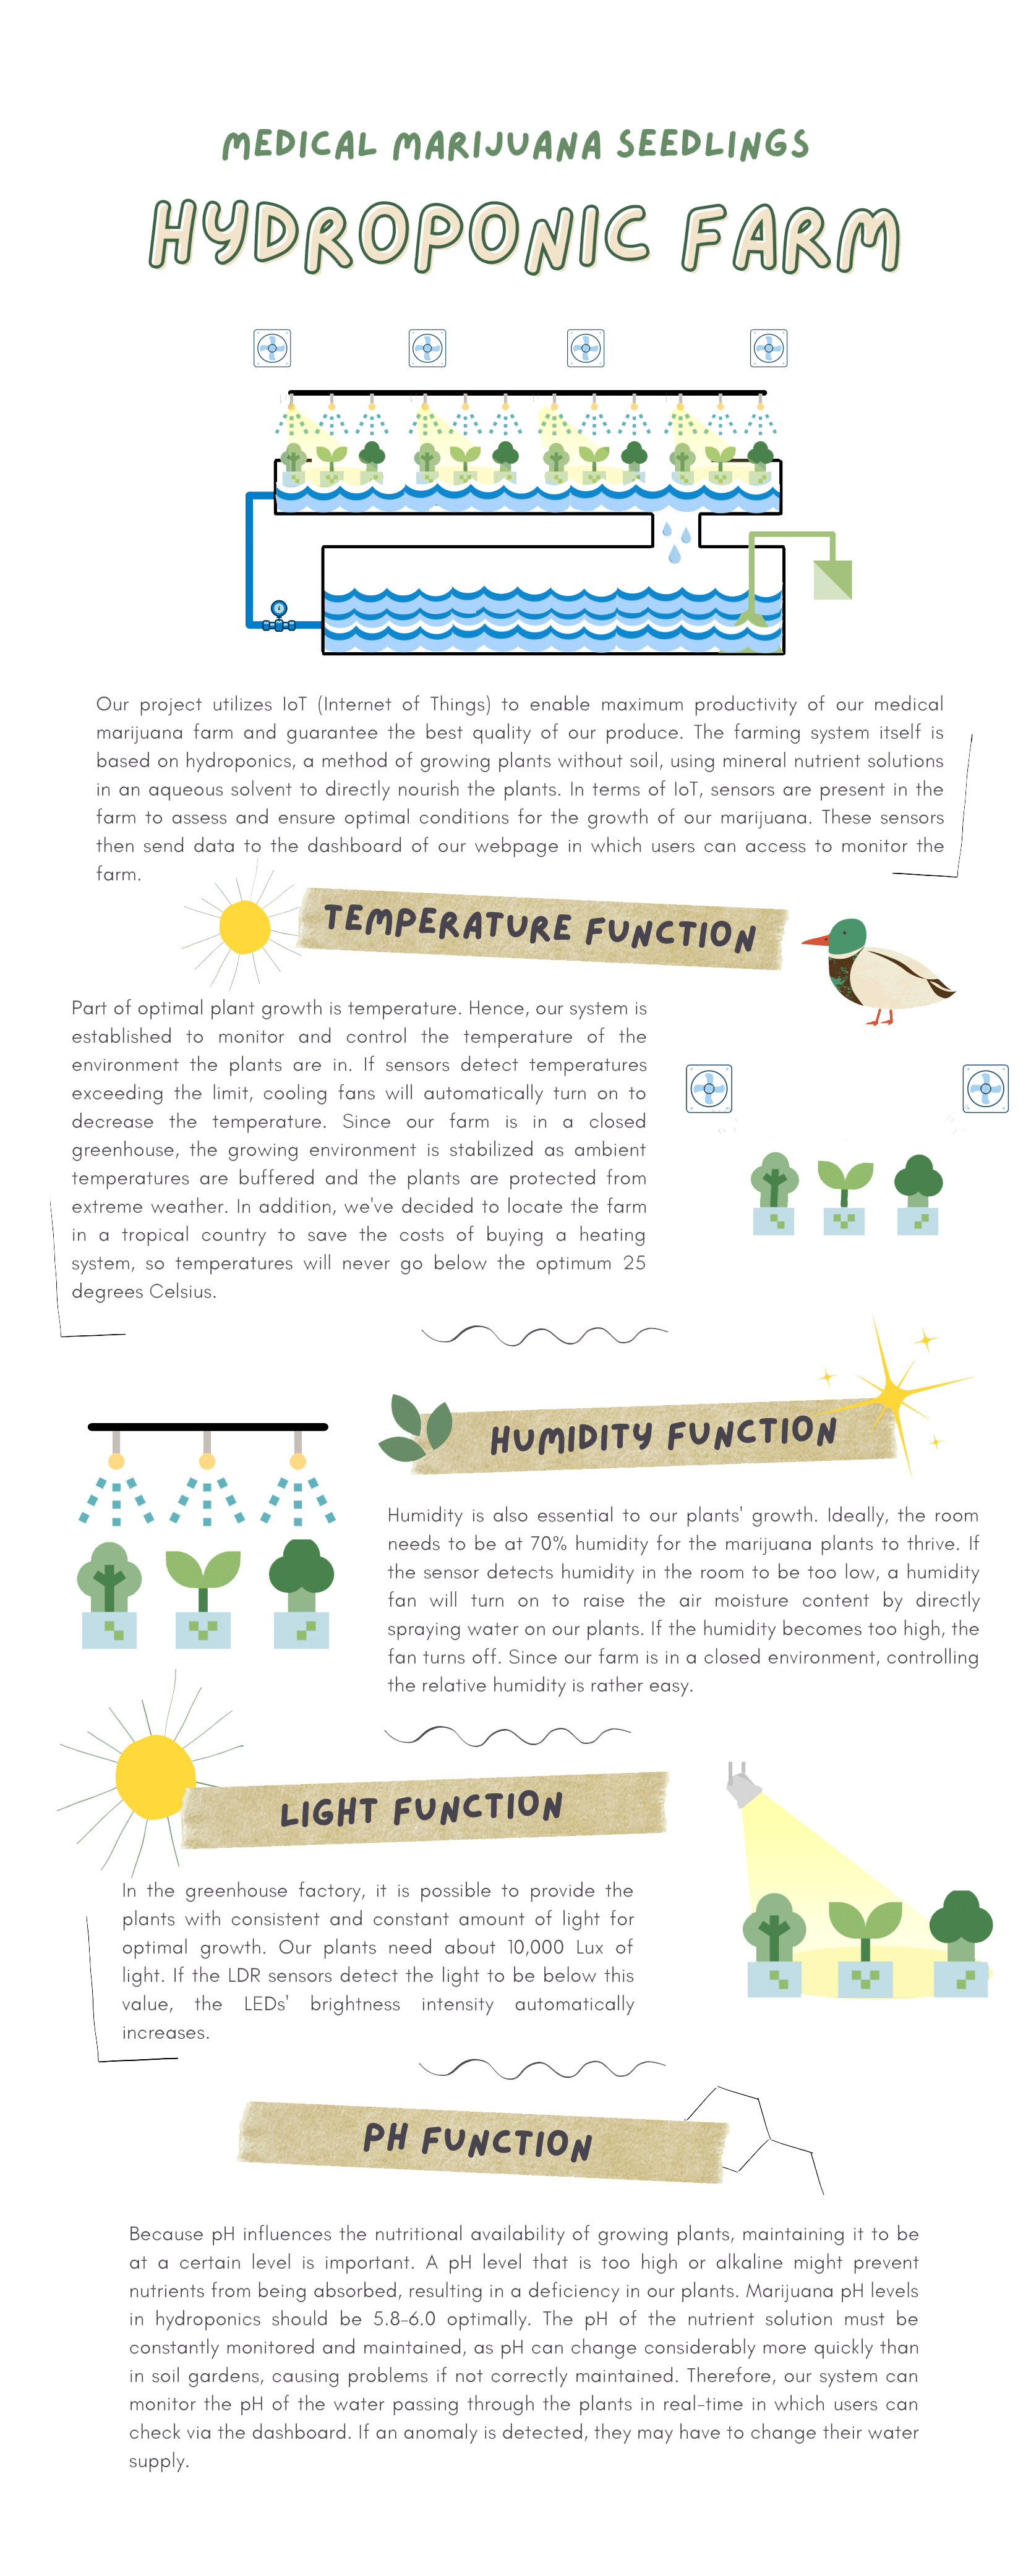 MEDICAL MARIJUANA SEEDLINGS
HYDROPONIC FARM
Our project utilizes IoT (Internet of Things) to enable maximum productivity of our medical
marijuana farm and guarantee the best quality of our produce. The farming system itself is
based on hydroponics, a method of growing plants without soil, using mineral nutrient solutions
in an aqueous solvent to directly nourish the plants. In terms of IoT, sensors are present in the
farm to assess and ensure optimal conditions for the growth of our marijuana. These sensors
then send data to the dashboard of our webpage in which users can access to monitor the
farm.
TEMPERATURE FUNCTION
Part of optimal plant growth is temperature. Hence, our system is
established to monitor and control the temperature of the
environment the plants are in. If sensors detect temperatures
exceeding the limit, cooling fans will automatically turn on to
decrease the temperature. Since our farm is in a closed
greenhouse, the growing environment is stabilized as ambient
temperatures are buffered and the plants are protected from
extreme weather. In addition, we've decided to locate the farm
in a tropical country to save the costs of buying a heating
system, so temperatures will never go below the optimum 25
degrees Celsius.
HUMIDITY FUNCTION
Humidity is also essential to our plants' growth. Ideally, the room
needs to be at 70% humidity for the marijuana plants to thrive. If
the sensor detects humidity in the room to be too low, a humidity
fan will turn on to raise the air moisture content by directly
spraying water on our plants. If the humidity becomes too high, the
fan turns off. Since our farm is in a closed environment, controlling
the relative humidity is rather easy.
LIGHT FUNCTION
In the greenhouse factory, it is possible to provide the
plants with consistent and constant amount of light for
optimal growth. Our plants need about 10,000 Lux of
light. If the LDR sensors detect the light to be below this
value, the LEDs' brightness intensity automatically
increases.
PH FUNCTION
Because pH influences the nutritional availability of growing plants, maintaining it to be
at a certain level is important. A pH level that is too high or alkaline might prevent
nutrients from being absorbed, resulting in a deficiency in our plants. Marijuana pH levels
in hydroponics should be 5.8-6.0 optimally. The pH of the nutrient solution must be
constantly monitored and maintained, as pH can change considerably more quickly than
in soil gardens, causing problems if not correctly maintained. Therefore, our system can
monitor the pH of the water passing through the plants in real-time in which users can
check via the dashboard. If an anomaly is detected, they may have to change their water
supply.